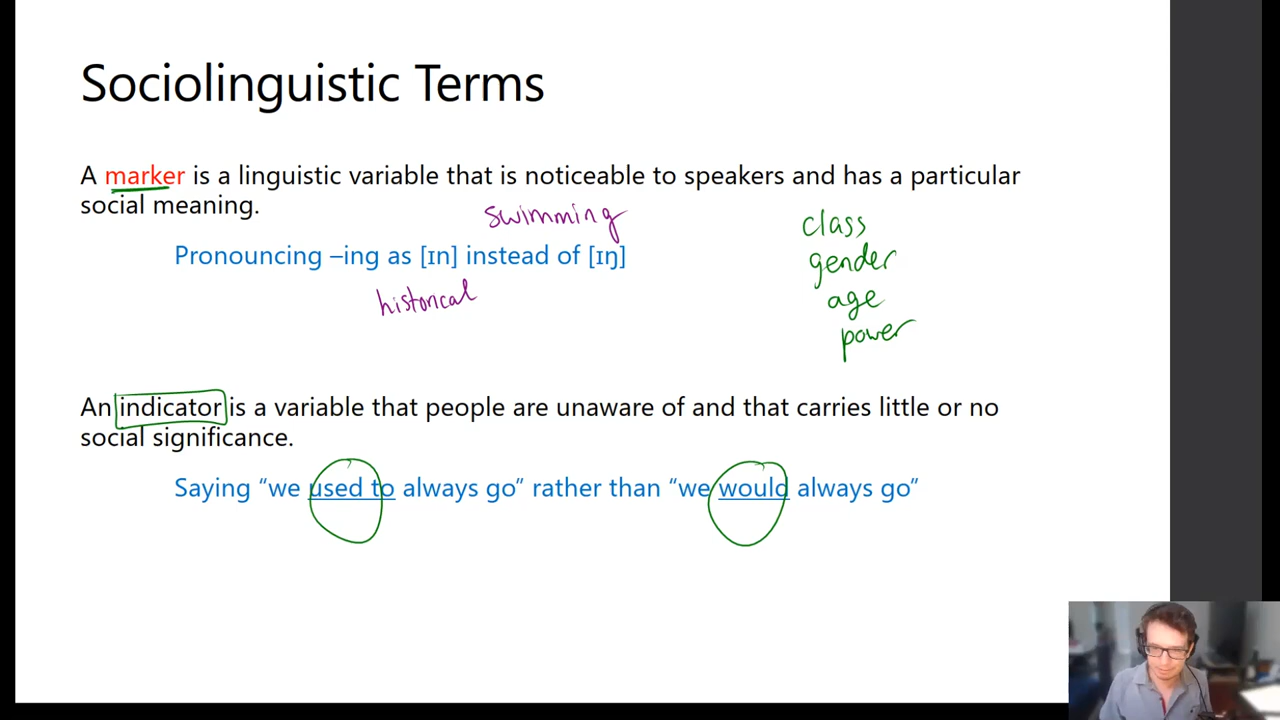 Sociolinguistic Terms
A marker is a linguistic variable that is noticeable to speakers and has a particular
social meaning.
swimming
class
Pronouncing –ing as [ɪn] instead of [ɪŋ]
gender
historical
age
power
An indicator is a variable that people are unaware of and that carries little or no
social significance.
Saying “we used to always go” rather than “we would always go”